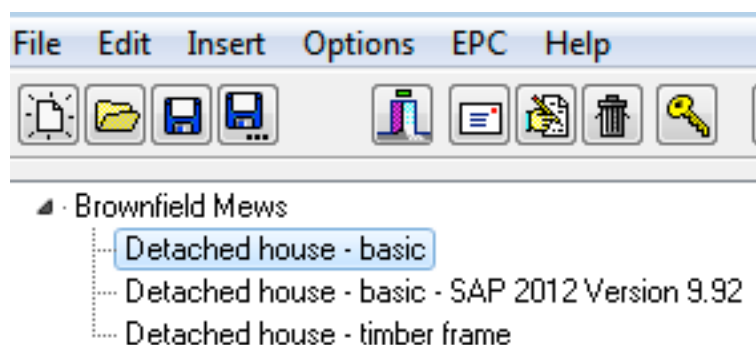 File Edit Insert Options EPC Help
Brownfield Mews
Detached house - basic
Detached house - basic - SAP 2012 Version 9.92
Detached house - timber frame